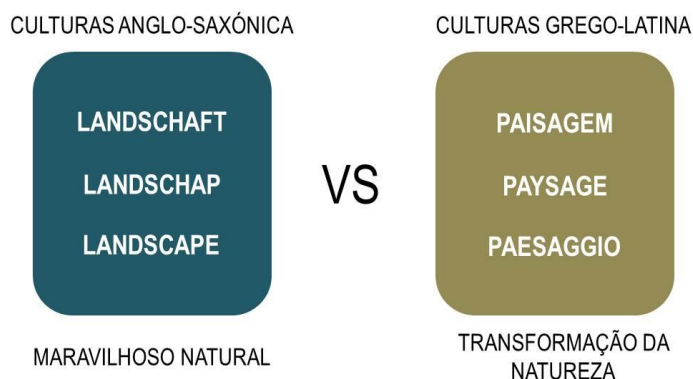 CULTURAS ANGLO-SAXÓNICA
LANDSCHAFT
LANDSCHAP
LANDSCAPE
MARAVILHOSO NATURAL
VS
CULTURAS GREGO-LATINA
PAISAGEM
PAYSAGE
PAESAGGIO
TRANSFORMAÇÃO DA
NATUREZA